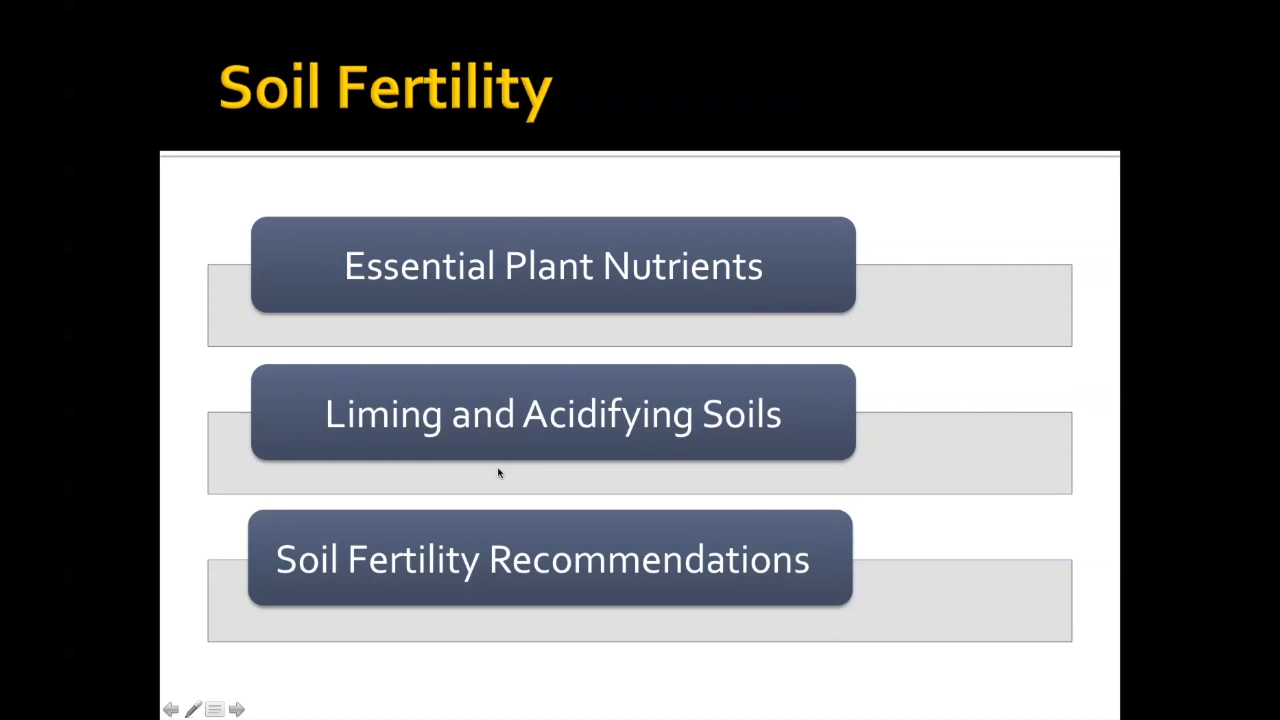 Soil Fertility
Essential Plant Nutrients
Liming and Acidifying Soils
Soil Fertility Recommendations